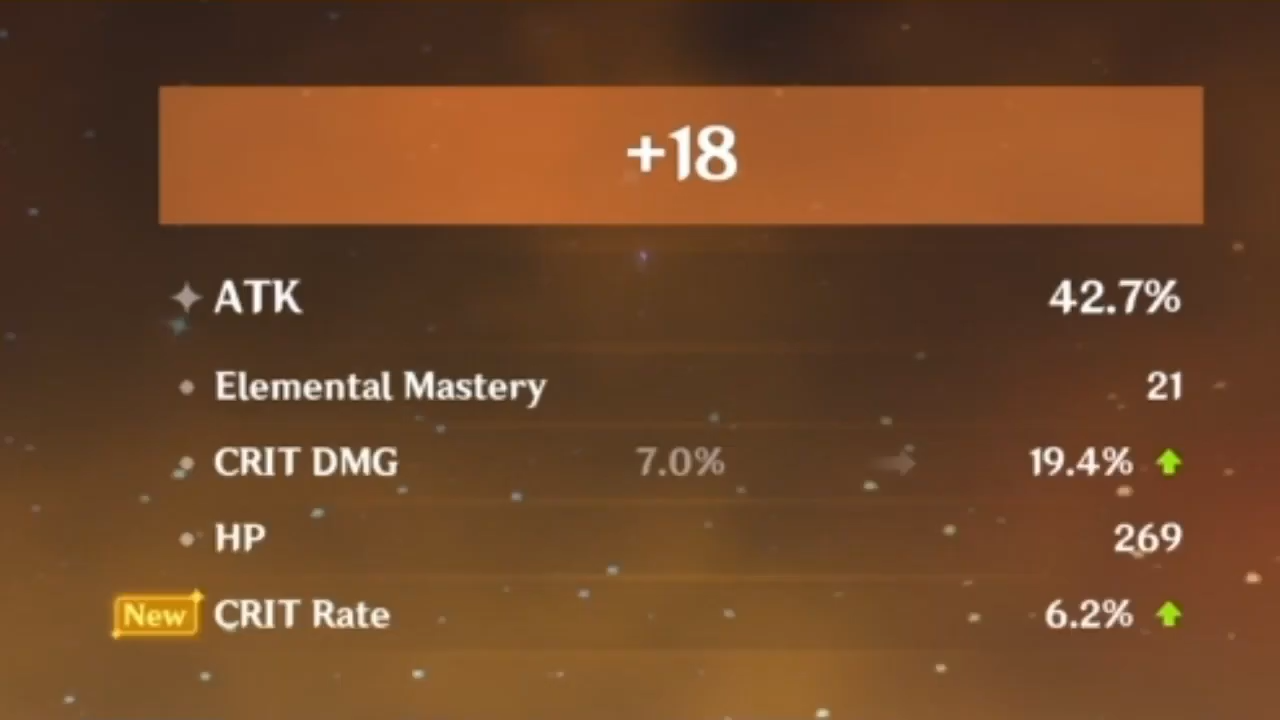 +18
ATK 42.7%
Elemental Mastery 21
CRIT DMG 7.0% 19.4%
HP 269
New CRIT Rate 6.2%